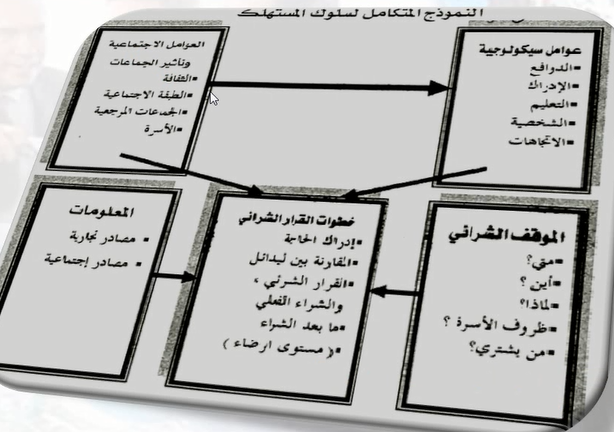 النموذج المتكامل لسلوك المستهلك
عوامل سيكولوجية
▪الدوافع
▪الإدراك
▪التعليم
▪الشخصية
▪الاتجاهات
العوامل الاجتماعية
وتأثير الجماعات
▪الثقافة
▪الطبقة الاجتماعية
▪الجماعات المرجعية
▪الأسرة
الموقف الشرائي
▪متى؟
▪أين ؟
▪لماذا؟
▪ظروف الأسرة ؟
▪من يشتري؟
خطوات القرار الشرائي
▪إدراك الحاجة
▪المقارنة بين لبدائل
▪القرار الشرئي ،
والشراء الفعلي
▪ما بعد الشراء
▪( مستوى ارضاء )
المعلومات
▪ مصادر تجارية
▪ مصادر إجتماعية